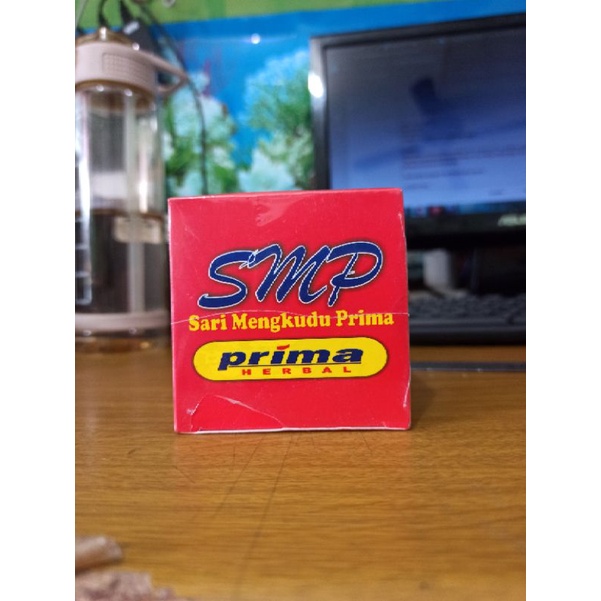 SMP
Sari Mengkudu Prima
prima
HERBAL